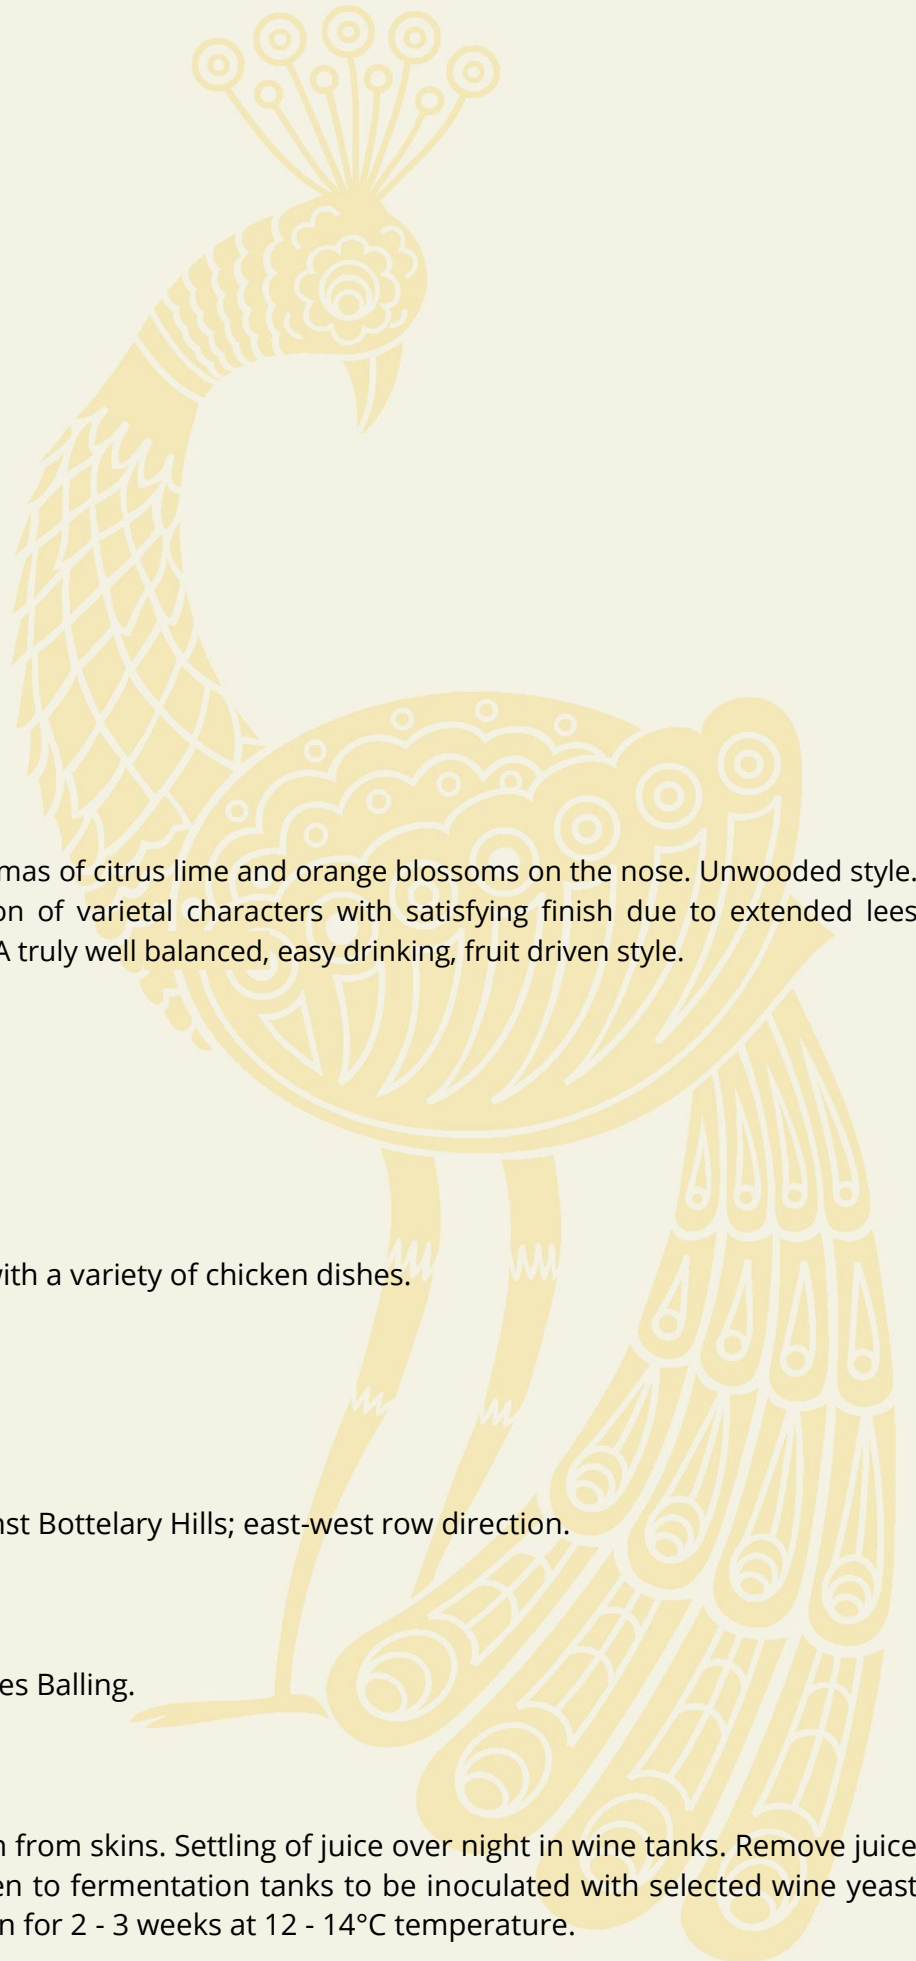 mas of citrus lime and orange blossoms on the nose. Unwooded style.
on of varietal characters with satisfying finish due to extended lees
A truly well balanced, easy drinking, fruit driven style.
with a variety of chicken dishes.
nst Bottelary Hills; east-west row direction.
es Balling.
n from skins. Settling of juice over night in wine tanks. Remove juice
en to fermentation tanks to be inoculated with selected wine yeast
n for 2 - 3 weeks at 12 - 14°C temperature.